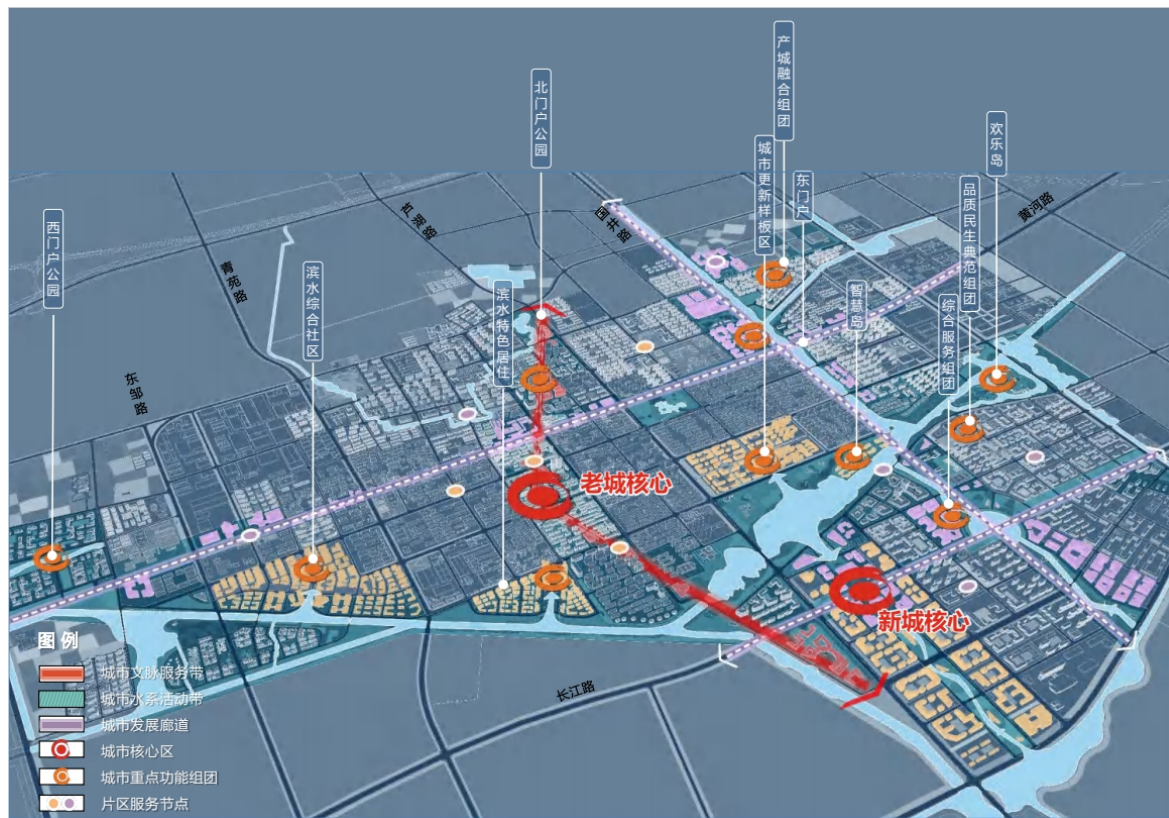 产城融合组团
北门户公园
欢乐岛
城市更新样板区
东门户
品质民生典范组团
黄河路
国井路
芦湖路
西门户公园
青苑路
滨水综合社区
滨水特色居住
智慧岛
综合服务组团
东邹路
老城核心
新城核心
长江路
图例
城市文脉服务带
城市水系活动带
城市发展廊道
城市核心区
城市重点功能组团
片区服务节点